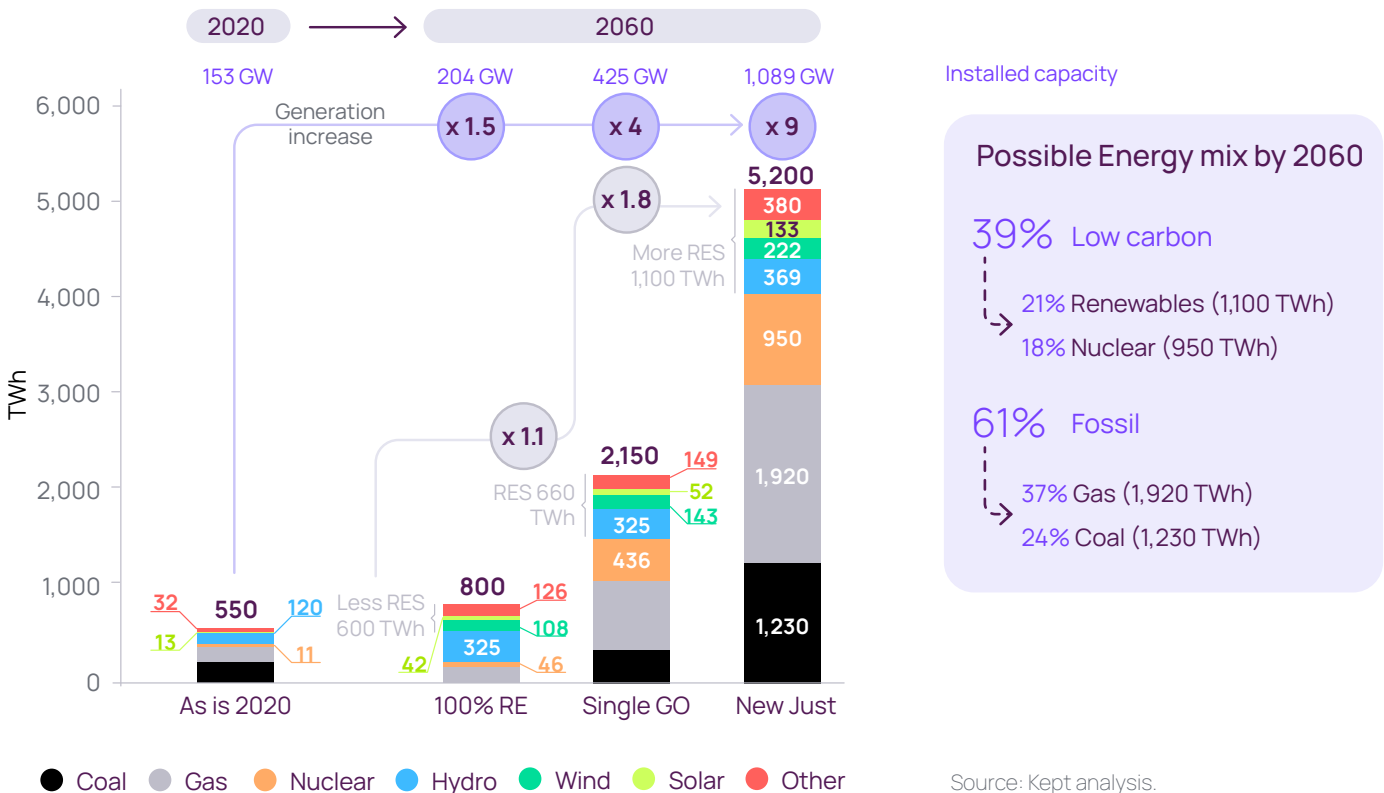 2020
2060
153 GW
204 GW
425 GW
1,089 GW
Installed capacity
6,000
5,000
4,000
3,000
2,000
1,000
0
TWh
Generation
increase
x 1.5
x 4
x 9
x 1.8
x 1.1
5,200
380
133
222
369
950
1,920
1,230
More RES
1,100 TWh
2,150
149
52
143
325
436
RES 660
TWh
800
126
108
325
42
46
Less RES
600 TWh
550
32
120
13
11
As is 2020
100% RE
Single GO
New Just
Coal
Gas
Nuclear
Hydro
Wind
Solar
Other
Possible Energy mix by 2060
39% Low carbon
21% Renewables (1,100 TWh)
18% Nuclear (950 TWh)
61% Fossil
37% Gas (1,920 TWh)
24% Coal (1,230 TWh)
Source: Kept analysis.